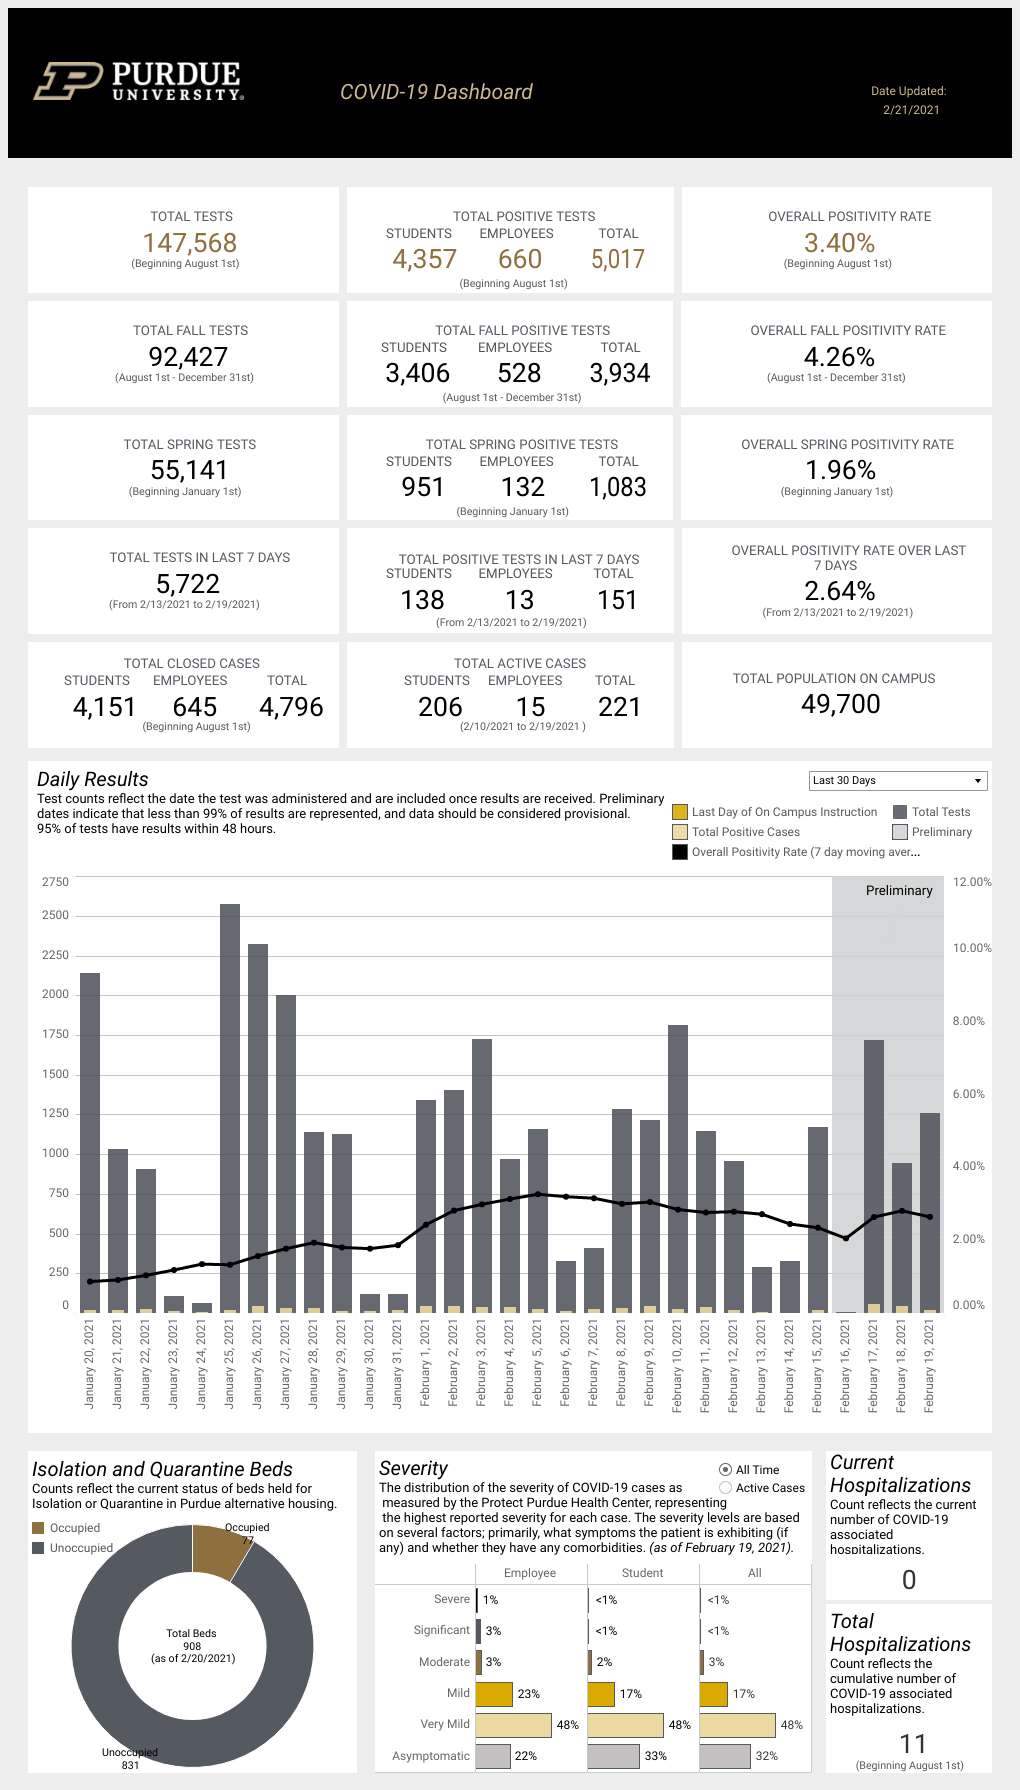 PURDUE
UNIVERSITY®
COVID-19 Dashboard
Date Updated:
2/21/2021
TOTAL TESTS
147,568
(Beginning August 1st)
TOTAL POSITIVE TESTS
STUDENTS EMPLOYEES TOTAL
4,357 660 5,017
(Beginning August 1st)
OVERALL POSITIVITY RATE
3.40%
(Beginning August 1st)
TOTAL FALL TESTS
92,427
(August 1st - December 31st)
TOTAL FALL POSITIVE TESTS
STUDENTS EMPLOYEES TOTAL
3,406 528 3,934
(August 1st - December 31st)
OVERALL FALL POSITIVITY RATE
4.26%
(August 1st - December 31st)
TOTAL SPRING TESTS
55,141
(Beginning January 1st)
TOTAL SPRING POSITIVE TESTS
STUDENTS EMPLOYEES TOTAL
951 132 1,083
(Beginning January 1st)
OVERALL SPRING POSITIVITY RATE
1.96%
(Beginning January 1st)
TOTAL TESTS IN LAST 7 DAYS
5,722
(From 2/13/2021 to 2/19/2021)
TOTAL POSITIVE TESTS IN LAST 7 DAYS
STUDENTS EMPLOYEES TOTAL
138 13 151
(From 2/13/2021 to 2/19/2021)
OVERALL POSITIVITY RATE OVER LAST
7 DAYS
2.64%
(From 2/13/2021 to 2/19/2021)
TOTAL CLOSED CASES
STUDENTS EMPLOYEES TOTAL
4,151 645 4,796
(Beginning August 1st)
TOTAL ACTIVE CASES
STUDENTS EMPLOYEES TOTAL
206 15 221
(2/10/2021 to 2/19/2021 )
TOTAL POPULATION ON CAMPUS
49,700
Daily Results
Test counts reflect the date the test was administered and are included once results are received. Preliminary
dates indicate that less than 99% of results are represented, and data should be considered provisional.
95% of tests have results within 48 hours.
Last 30 Days
Last Day of On Campus Instruction
Total Tests
Total Positive Cases
Preliminary
Overall Positivity Rate (7 day moving aver...
2750
2500
2250
2000
1750
1500
1250
1000
750
500
250
0
Preliminary
12.00%
10.00%
8.00%
6.00%
4.00%
2.00%
0.00%
January 20, 2021
January 21, 2021
January 22, 2021
January 23, 2021
January 24, 2021
January 25, 2021
January 26, 2021
January 27, 2021
January 28, 2021
January 29, 2021
January 30, 2021
January 31, 2021
February 1, 2021
February 2, 2021
February 3, 2021
February 4, 2021
February 5, 2021
February 6, 2021
February 7, 2021
February 8, 2021
February 9, 2021
February 10, 2021
February 11, 2021
February 12, 2021
February 13, 2021
February 14, 2021
February 15, 2021
February 16, 2021
February 17, 2021
February 18, 2021
February 19, 2021
Isolation and Quarantine Beds
Counts reflect the current status of beds held for
Isolation or Quarantine in Purdue alternative housing.
Occupied
Unoccupied
Occupied
77
Total Beds
908
(as of 2/20/2021)
Unoccupied
831
Severity
All Time
Active Cases
The distribution of the severity of COVID-19 cases as
measured by the Protect Purdue Health Center, representing
the highest reported severity for each case. The severity levels are based
on several factors; primarily, what symptoms the patient is exhibiting (if
any) and whether they have any comorbidities. (as of February 19, 2021).
Employee Student All
Severe 1% <1% <1%
Significant 3% <1% <1%
Moderate 3% 2% 3%
Mild 23% 17% 17%
Very Mild 48% 48% 48%
Asymptomatic 22% 33% 32%
Current
Hospitalizations
Count reflects the current
number of COVID-19
associated
hospitalizations.
0
Total
Hospitalizations
Count reflects the
cumulative number of
COVID-19 associated
hospitalizations.
11
(Beginning August 1st)